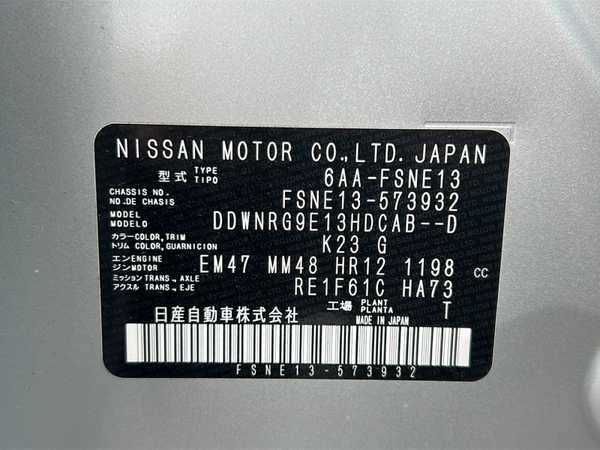 NISSAN MOTOR CO.,LTD. JAPAN
型式 TYPE TIPO 6AA-FSNE13
CHASSIS NO. NO.DE CHASIS FSNE13-573932
MODEL MODELO DDWNRG9E13HDCAB--D
カラー COLOR,TRIM トリム COLOR,GUARNICION K23 G
エンジン ENGINE MOTOR EM47 MM48 HR12 1198 cc
ミッション TRANS.,AXLE アクスル TRANS.,EJE RE1F61C HA73
工場 PLANT PLANTA T
日産自動車株式会社 MADE IN JAPAN
FSNE13-573932